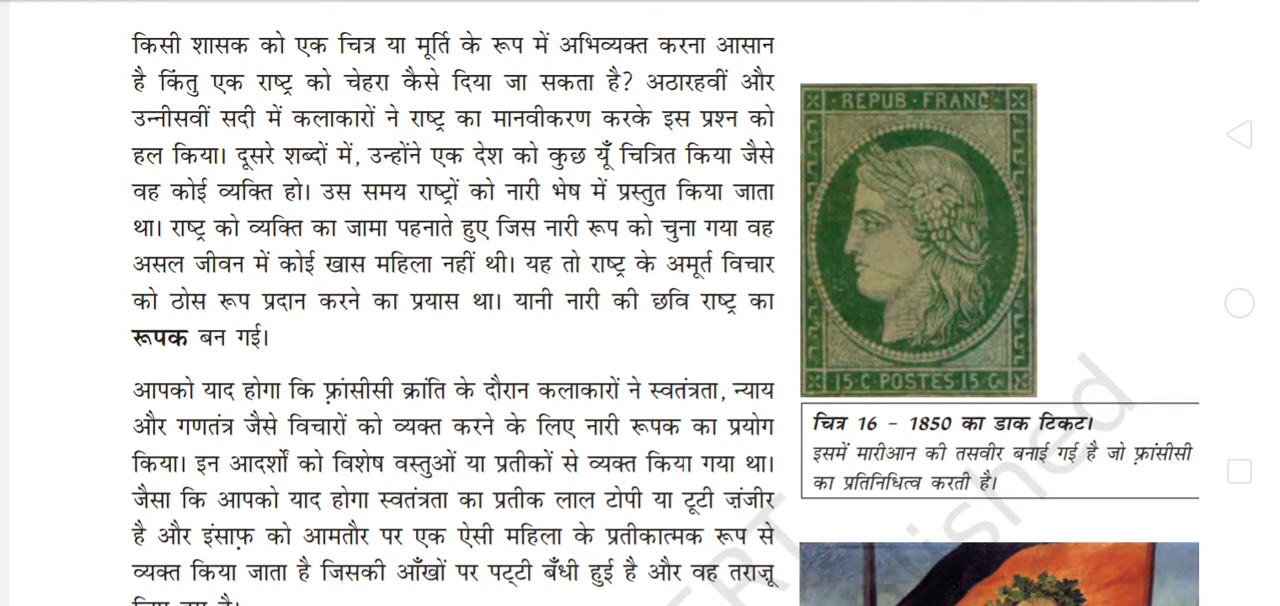 किसी शासक को एक चित्र या मूर्ति के रूप में अभिव्यक्त करना आसान
है किंतु एक राष्ट्र को चेहरा कैसे दिया जा सकता है? अठारहवीं और
उन्नीसवीं सदी में कलाकारों ने राष्ट्र का मानवीकरण करके इस प्रश्न को
हल किया। दूसरे शब्दों में, उन्होंने एक देश को कुछ यूँ चित्रित किया जैसे
वह कोई व्यक्ति हो। उस समय राष्ट्रों को नारी भेष में प्रस्तुत किया जाता
था। राष्ट्र को व्यक्ति का जामा पहनाते हुए जिस नारी रूप को चुना गया वह
असल जीवन में कोई खास महिला नहीं थी। यह तो राष्ट्र के अमूर्त विचार
को ठोस रूप प्रदान करने का प्रयास था। यानी नारी की छवि राष्ट्र का
रूपक बन गई।
आपको याद होगा कि फ़्रांसीसी क्रांति के दौरान कलाकारों ने स्वतंत्रता, न्याय
और गणतंत्र जैसे विचारों को व्यक्त करने के लिए नारी रूपक का प्रयोग
किया। इन आदर्शों को विशेष वस्तुओं या प्रतीकों से व्यक्त किया गया था।
जैसा कि आपको याद होगा स्वतंत्रता का प्रतीक लाल टोपी या टूटी ज़ंजीर
है और इंसाफ़ को आमतौर पर एक ऐसी महिला के प्रतीकात्मक रूप से
व्यक्त किया जाता है जिसकी आँखों पर पट्टी बँधी हुई है और वह तराज़ू
REPUB · FRANC
15 · C · POSTES · 15 · C
चित्र 16 – 1850 का डाक टिकट।
इसमें मारीआन की तसवीर बनाई गई है जो फ़्रांसीसी
का प्रतिनिधित्व करती है।